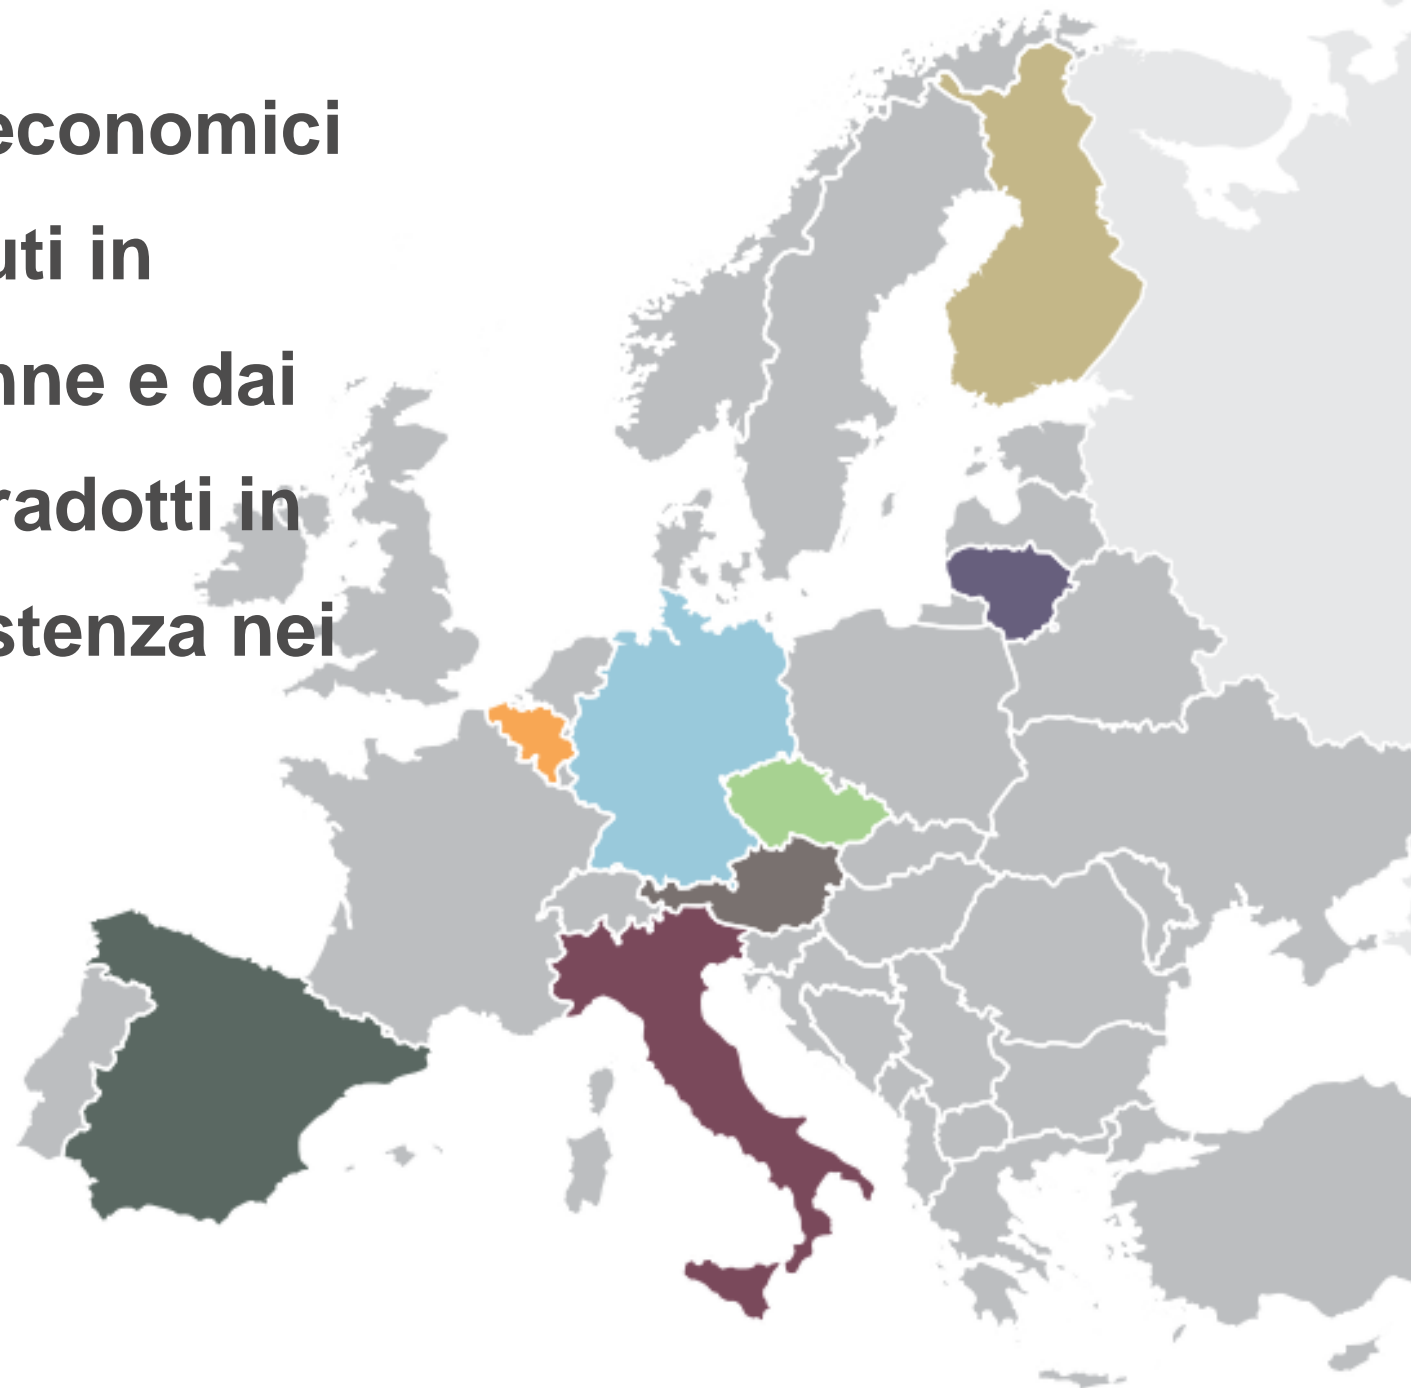 economici
uti in
nne e dai
radotti in
stenza nei